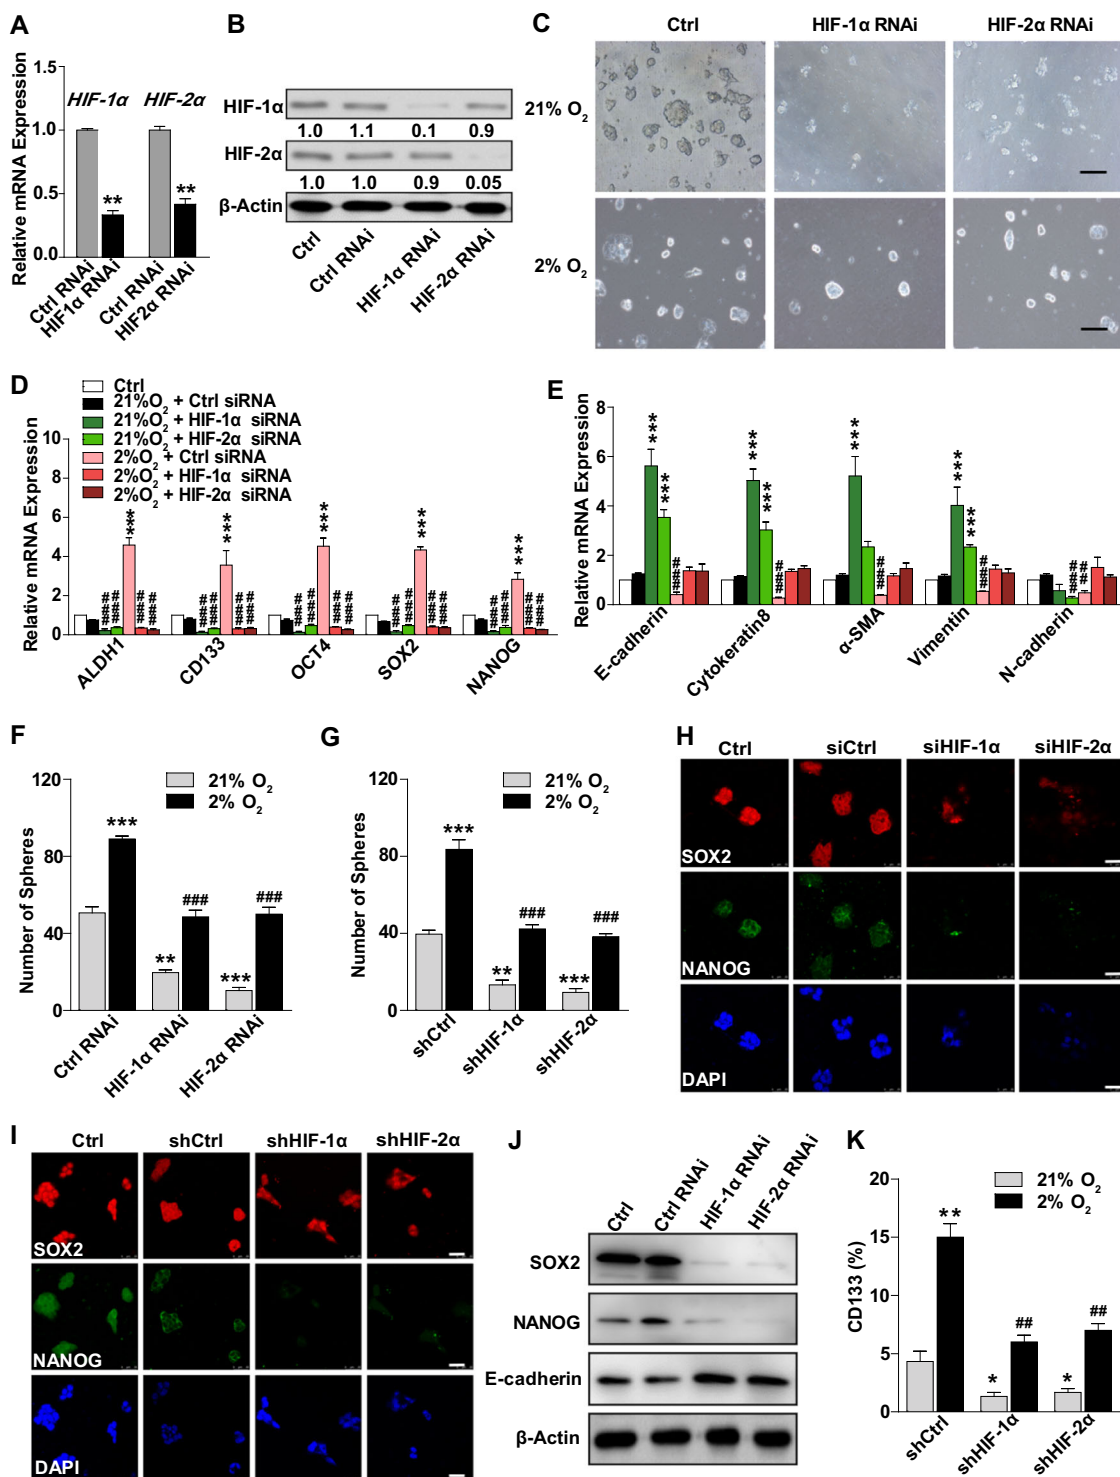 A
Relative mRNA Expression
1.5
1.0
0.5
0.0
HIF-1α HIF-2α
** **
Ctrl RNAi
HIF1α RNAi
Ctrl RNAi
HIF2α RNAi
B
HIF-1α
1.0 1.1 0.1 0.9
HIF-2α
1.0 1.0 0.9 0.05
β-Actin
Ctrl
Ctrl RNAi
HIF-1α RNAi
HIF-2α RNAi
C
Ctrl HIF-1α RNAi HIF-2α RNAi
21% O2
2% O2
D
Ctrl
21%O2 + Ctrl siRNA
21%O2 + HIF-1α siRNA
21%O2 + HIF-2α siRNA
2%O2 + Ctrl siRNA
2%O2 + HIF-1α siRNA
2%O2 + HIF-2α siRNA
Relative mRNA Expression
10
8
6
4
2
0
*** *** *** *** ***
### ### ### ### ### ### ### ### ### ### ### ### ### ### ### ### ### ### ### ###
ALDH1
CD133
OCT4
SOX2
NANOG
E
Relative mRNA Expression
8
6
4
2
0
*** *** ### *** *** ### *** ### *** *** ### ## ##
E-cadherin
Cytokeratin8
α-SMA
Vimentin
N-cadherin
F
21% O2
2% O2
Number of Spheres
120
80
40
0
*** ** ### *** ###
Ctrl RNAi
HIF-1α RNAi
HIF-2α RNAi
G
21% O2
2% O2
Number of Spheres
120
80
40
0
*** ** ### *** ###
shCtrl
shHIF-1α
shHIF-2α
H
Ctrl siCtrl siHIF-1α siHIF-2α
SOX2
NANOG
DAPI
I
Ctrl shCtrl shHIF-1α shHIF-2α
SOX2
NANOG
DAPI
J
Ctrl
Ctrl RNAi
HIF-1α RNAi
HIF-2α RNAi
SOX2
NANOG
E-cadherin
β-Actin
K
21% O2
2% O2
CD133 (%)
20
15
10
5
0
** * ## * ##
shCtrl
shHIF-1α
shHIF-2α